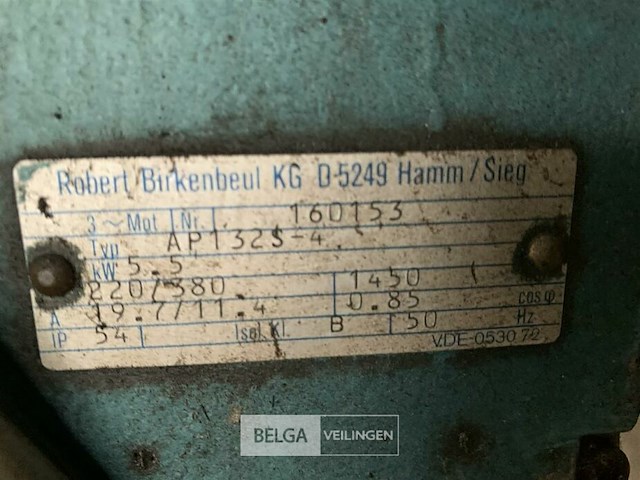 Robert Birkenbeul KG D-5249 Hamm/Sieg
3 ~ Mot Nr. 160153
Typ AP132S-4
kW 5.5
220/380 1450
A 19.7/11.4 0.85 cos φ
IP 54 Isol. Kl. B 50 Hz
VDE-0530 72
BELGA VEILINGEN